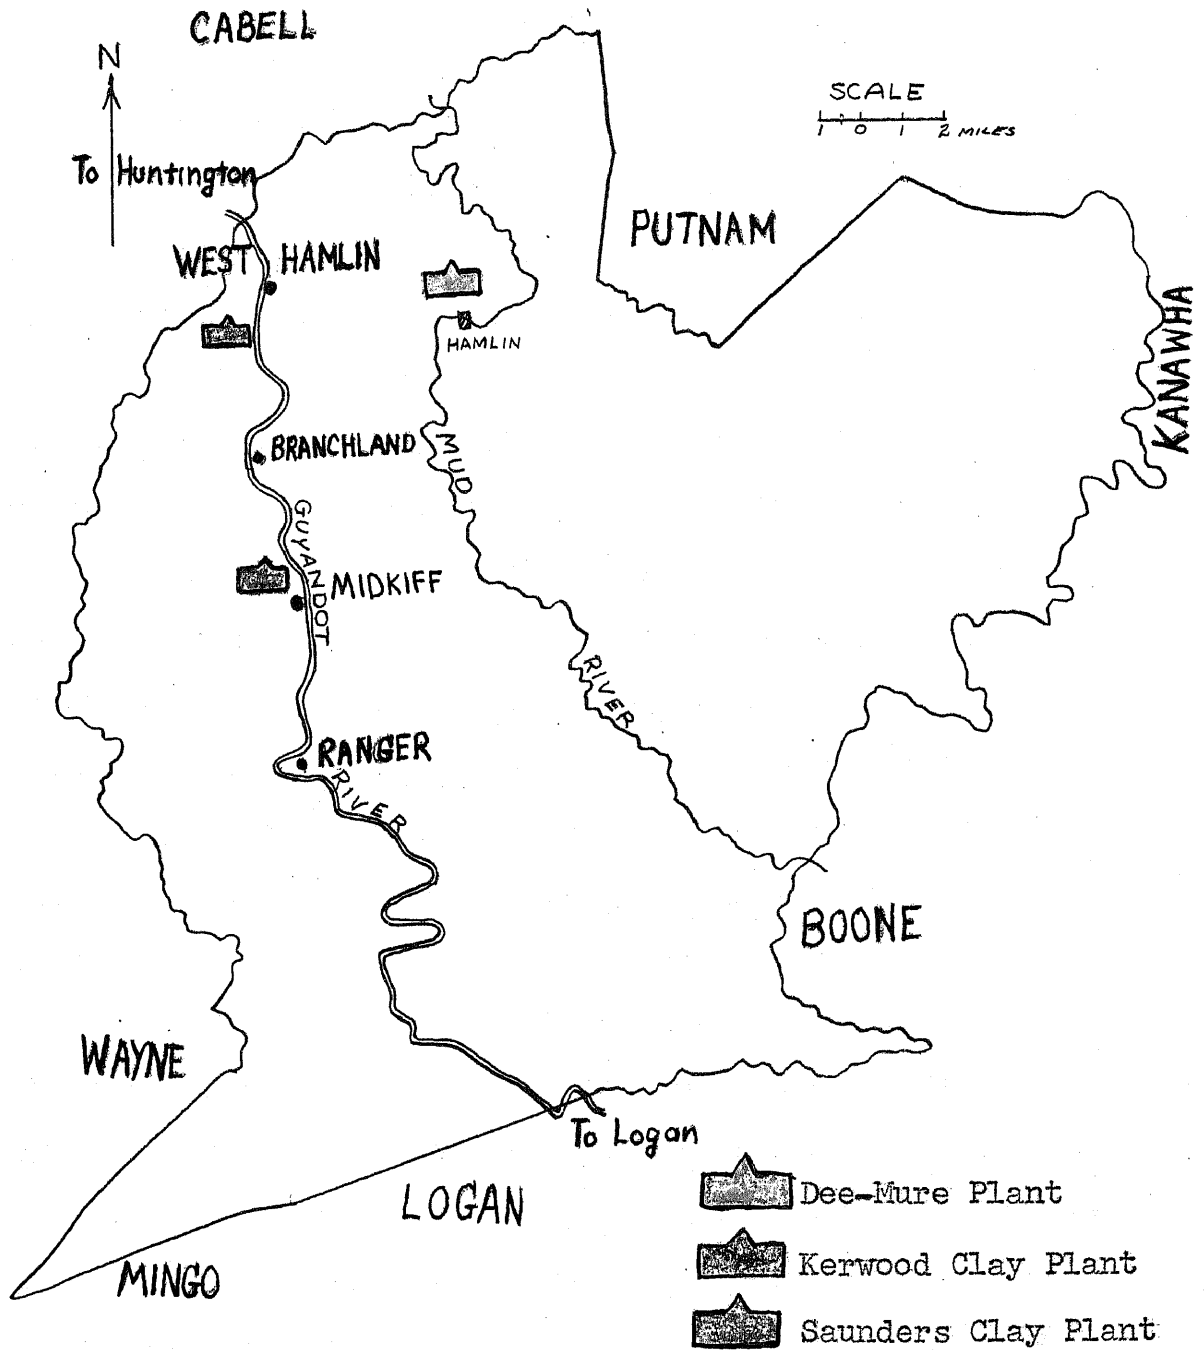 CABELL
N
SCALE
1 0 1 2 MILES
To Huntington
PUTNAM
WEST HAMLIN
HAMLIN
KANAWHA
BRANCHLAND
MUD
GUYANDOT
MIDKIFF
RIVER
RANGER
RIVER
BOONE
WAYNE
To Logan
LOGAN
MINGO
Dee-Mure Plant
Kerwood Clay Plant
Saunders Clay Plant